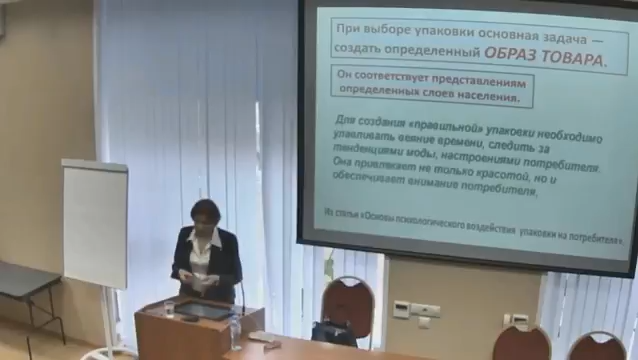 При выборе упаковки основная задача —
создать определенный ОБРАЗ ТОВАРА.
Он соответствует представлениям
определенных слоев населения.
Для создания «правильной» упаковки необходимо
улавливать веяние времени, следить за
тенденциями моды, настроениями потребителя.
Она привлекает не только красотой, но и
обеспечивает внимание потребителя.
Из статьи «Основы психологического воздействия упаковки на потребителя».